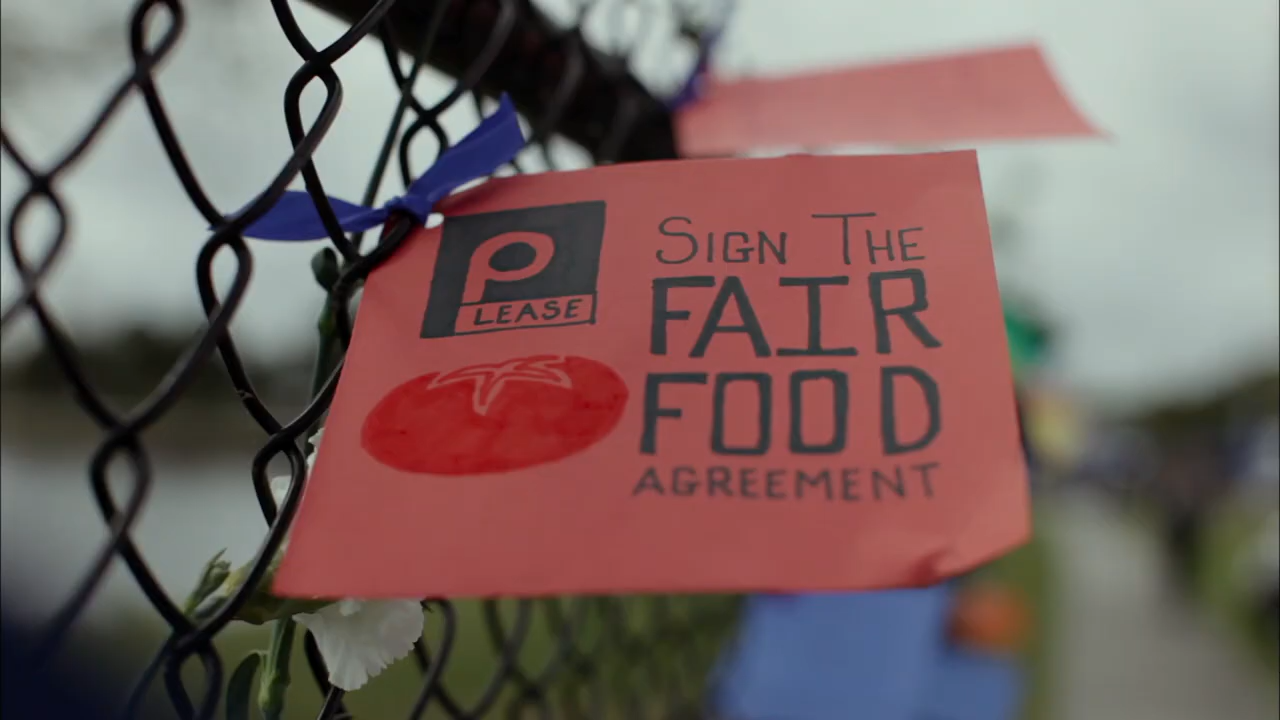 P
LEASE
SIGN THE
FAIR
FOOD
AGREEMENT